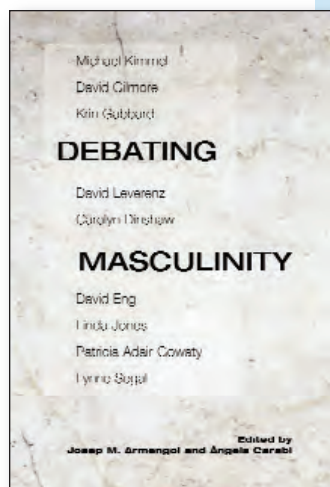 Michael Kimmel
David Gilmore
Krin Gabbard
DEBATING
David Leverenz
Carolyn Dinshaw
MASCULINITY
David Eng
Linda Jones
Patricia Adair Gowaty
Lynne Segal
Edited by
Josep M. Armengol and Àngels Carabí